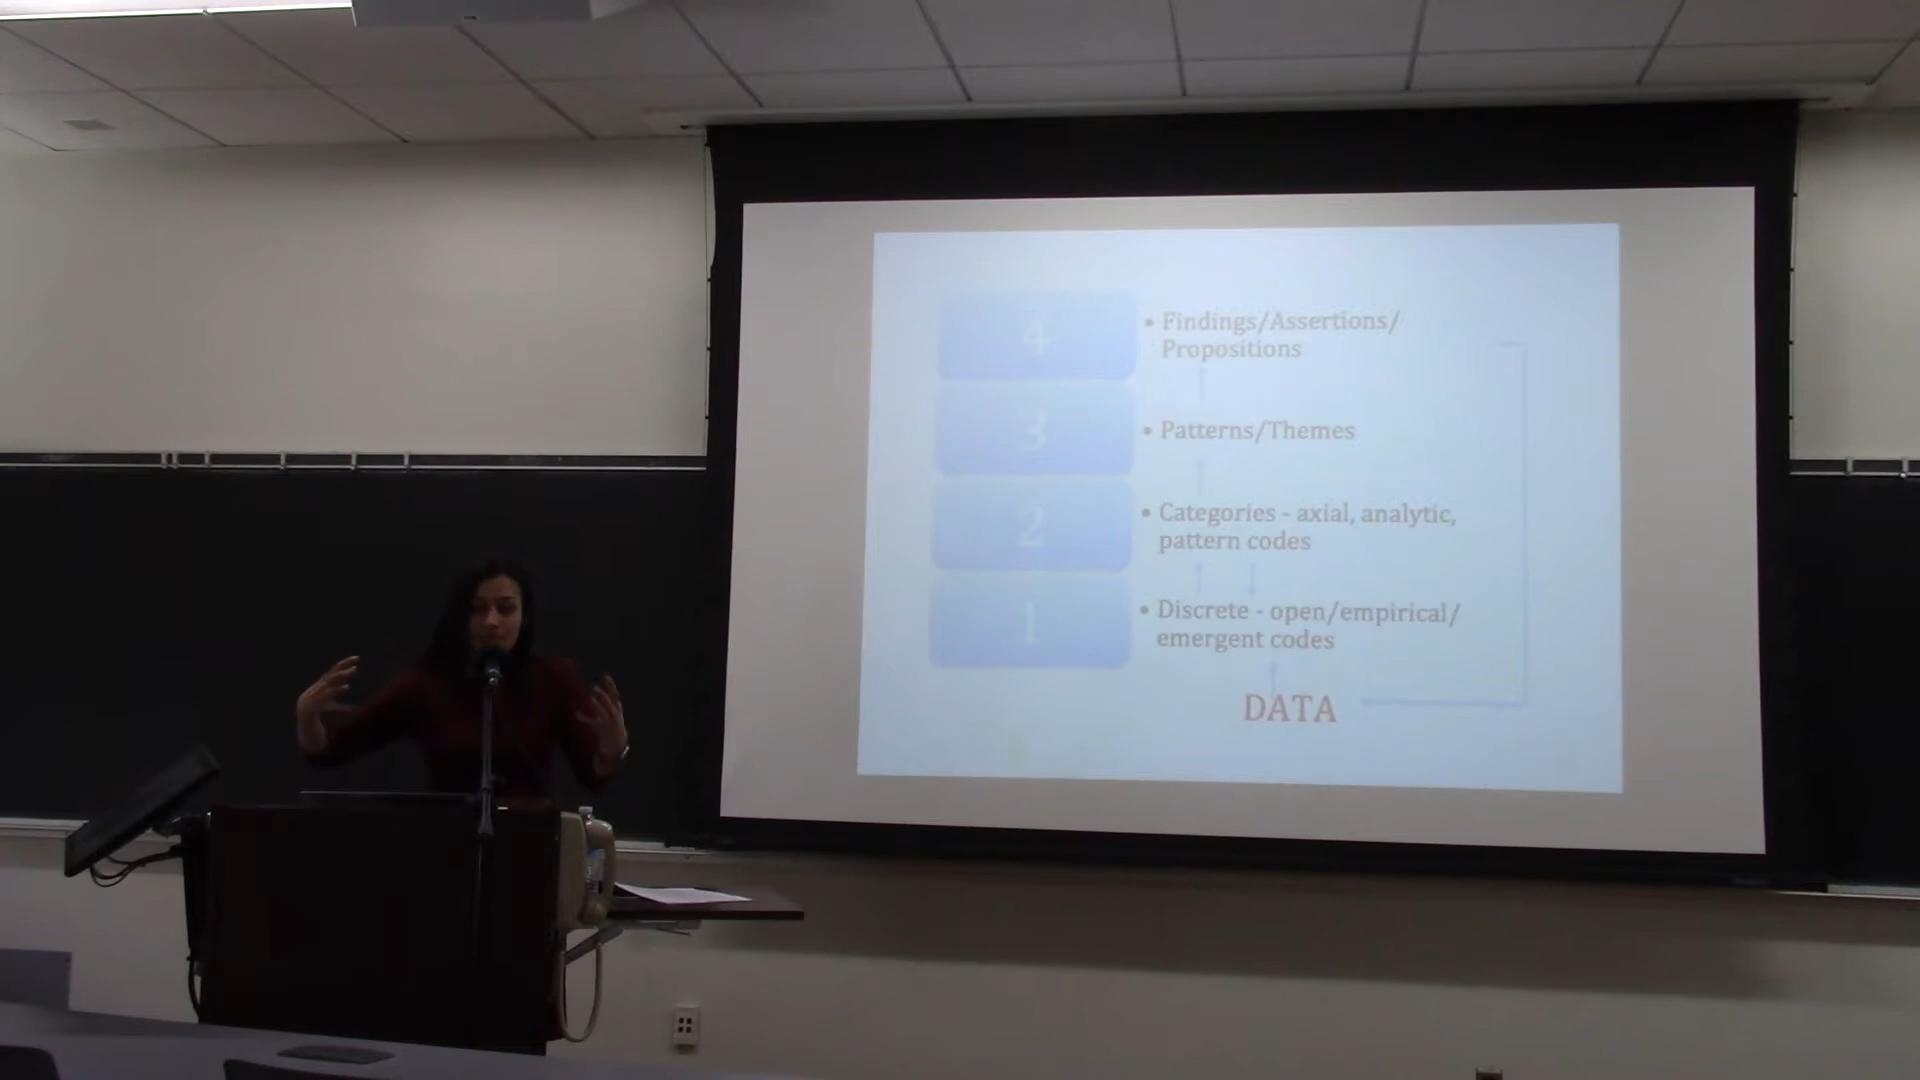 4
• Findings/Assertions/
Propositions
3
• Patterns/Themes
2
• Categories - axial, analytic,
pattern codes
1
• Discrete - open/empirical/
emergent codes
DATA